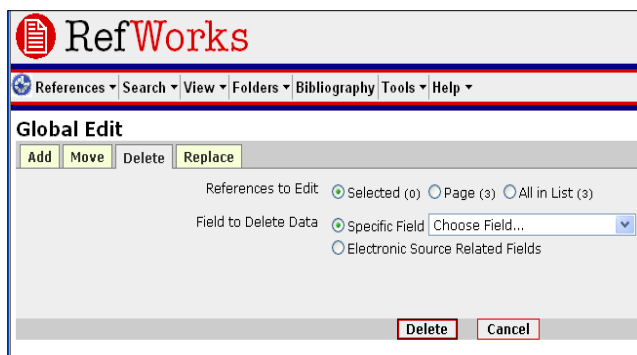 RefWorks
References Search View Folders Bibliography Tools Help
Global Edit
Add Move Delete Replace
References to Edit Selected (0) Page (3) All in List (3)
Field to Delete Data Specific Field Choose Field...
Electronic Source Related Fields
Delete Cancel